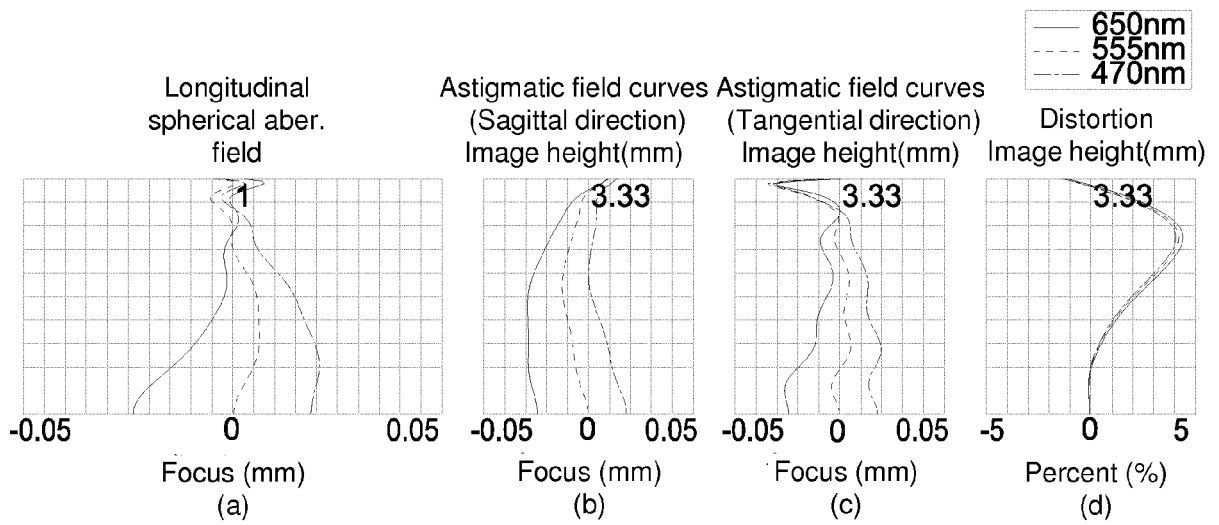 650nm
555nm
470nm
Longitudinal
spherical aber.
field
1
-0.05
0
0.05
Focus (mm)
(a)
Astigmatic field curves
(Sagittal direction)
Image height(mm)
3.33
-0.05
0
0.05
Focus (mm)
(b)
Astigmatic field curves
(Tangential direction)
Image height(mm)
3.33
-0.05
0
0.05
Focus (mm)
(c)
Distortion
Image height(mm)
3.33
-5
0
5
Percent (%)
(d)